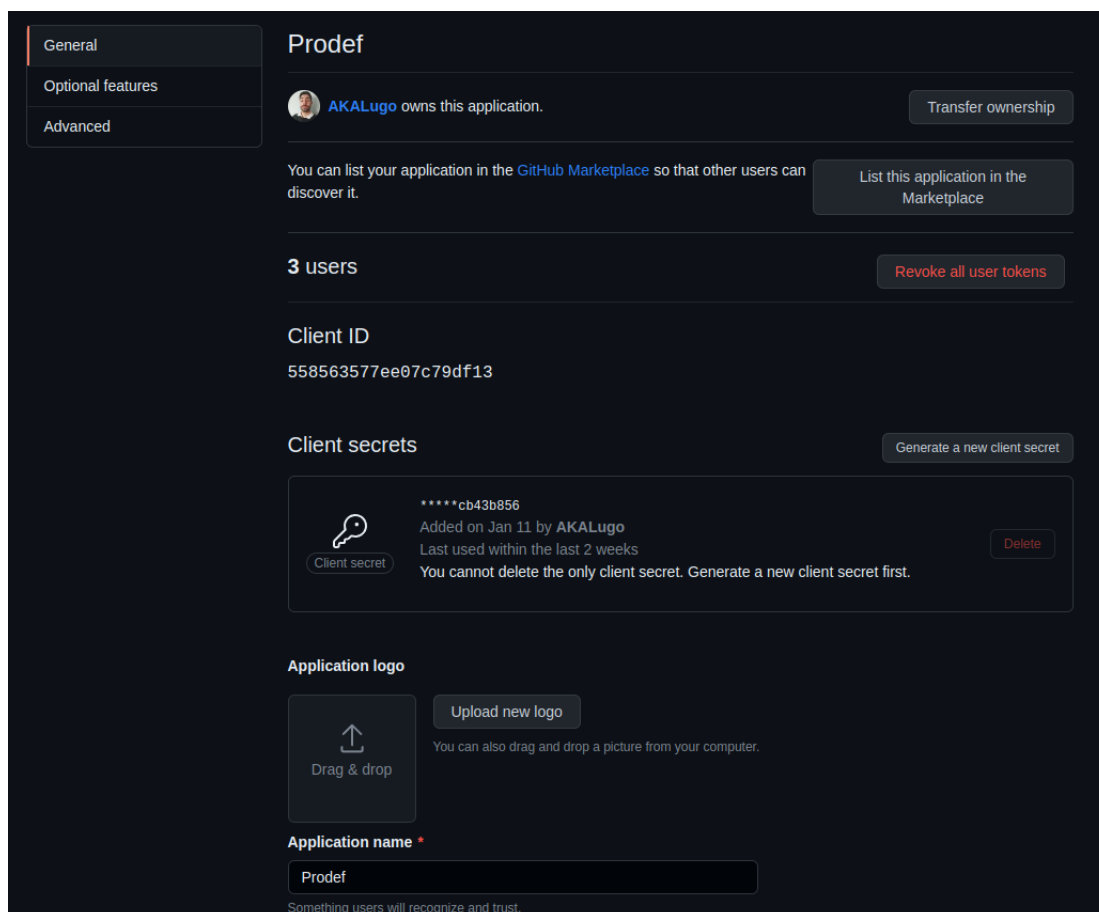 General
Optional features
Advanced
Prodef
AKALugo owns this application.
Transfer ownership
You can list your application in the GitHub Marketplace so that other users can
discover it.
List this application in the
Marketplace
3 users
Revoke all user tokens
Client ID
558563577ee07c79df13
Client secrets
Generate a new client secret
*****cb43b856
Added on Jan 11 by AKALugo
Last used within the last 2 weeks
You cannot delete the only client secret. Generate a new client secret first.
Client secret
Delete
Application logo
Drag & drop
Upload new logo
You can also drag and drop a picture from your computer.
Application name *
Prodef
Something users will recognize and trust.